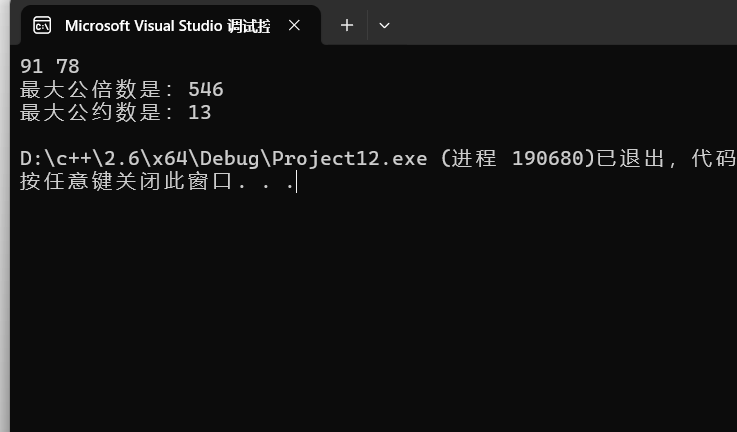 Microsoft Visual Studio 调试控
91 78
最大公倍数是：546
最大公约数是：13
D:\c++\2.6\x64\Debug\Project12.exe (进程 190680)已退出，代码
按任意键关闭此窗口. . .